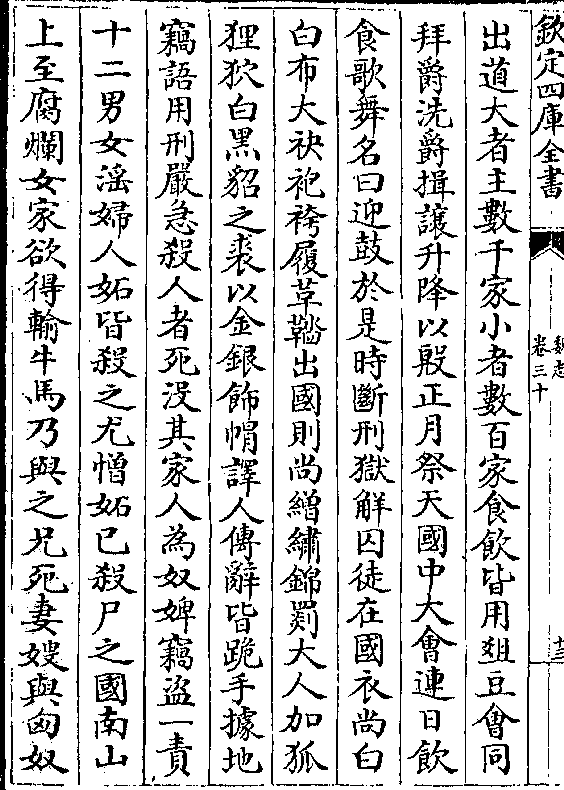 欽定四庫全書
魏志
卷三十
十三
出道大者主數千家小者數百家食飲皆用俎豆會同
拜爵洗爵揖讓升降以殷正月祭天國中大會連日飲
食歌舞名曰迎鼓於是時斷刑獄解囚徒在國衣尚白
白布大袂袍袴履草鞜出國則尚繒繡錦罽大人加狐
狸狖白黑貂之裘以金銀飾帽譯人傳辭皆跪手據地
竊語用刑嚴急殺人者死没其家人為奴婢竊盗一責
十二男女滛婦人妬皆殺之尤憎妬已殺尸之國南山
上至腐爛女家欲得輸牛馬乃與之兄死妻嫂與匈奴